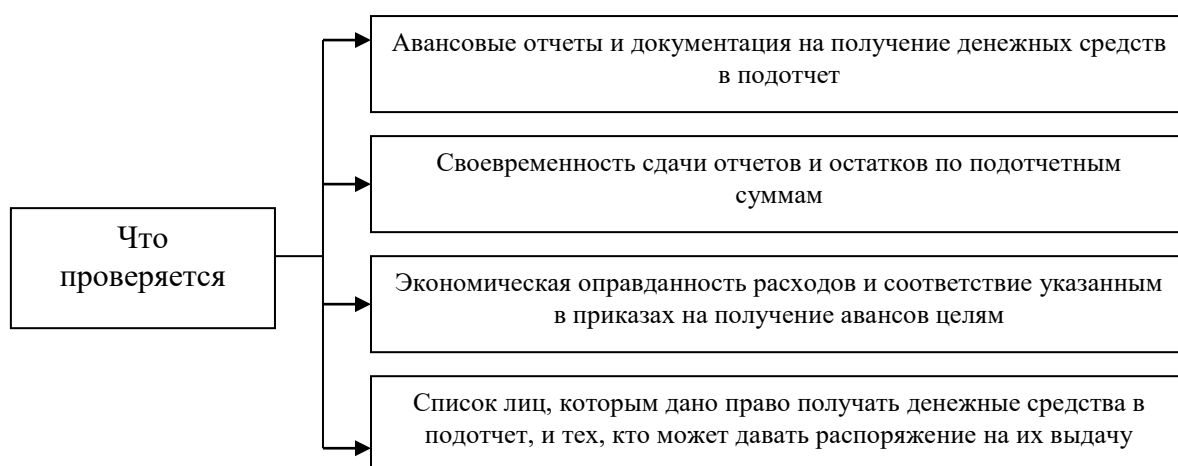 Что
проверяется
Авансовые отчеты и документация на получение денежных средств
в подотчет
Своевременность сдачи отчетов и остатков по подотчетным
суммам
Экономическая оправданность расходов и соответствие указанным
в приказах на получение авансов целям
Список лиц, которым дано право получать денежные средства в
подотчет, и тех, кто может давать распоряжение на их выдачу